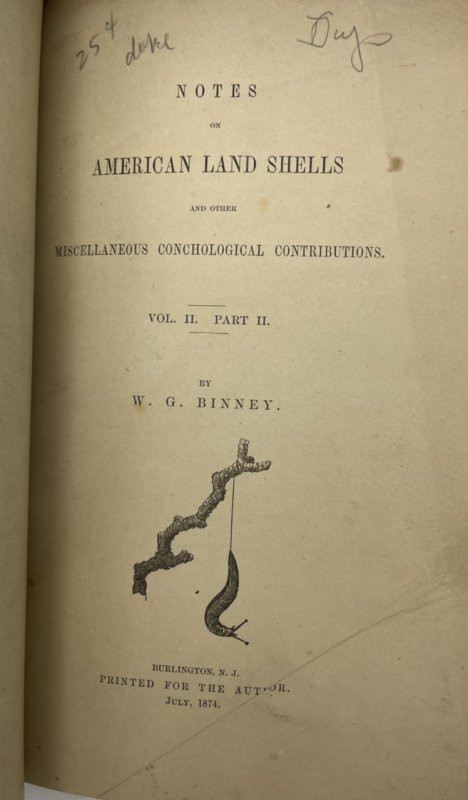 NOTES
ON
AMERICAN LAND SHELLS
AND OTHER
MISCELLANEOUS CONCHOLOGICAL CONTRIBUTIONS.
VOL. II. PART II.
BY
W. G. BINNEY.
BURLINGTON, N. J.
PRINTED FOR THE AUTHOR.
JULY, 1874.